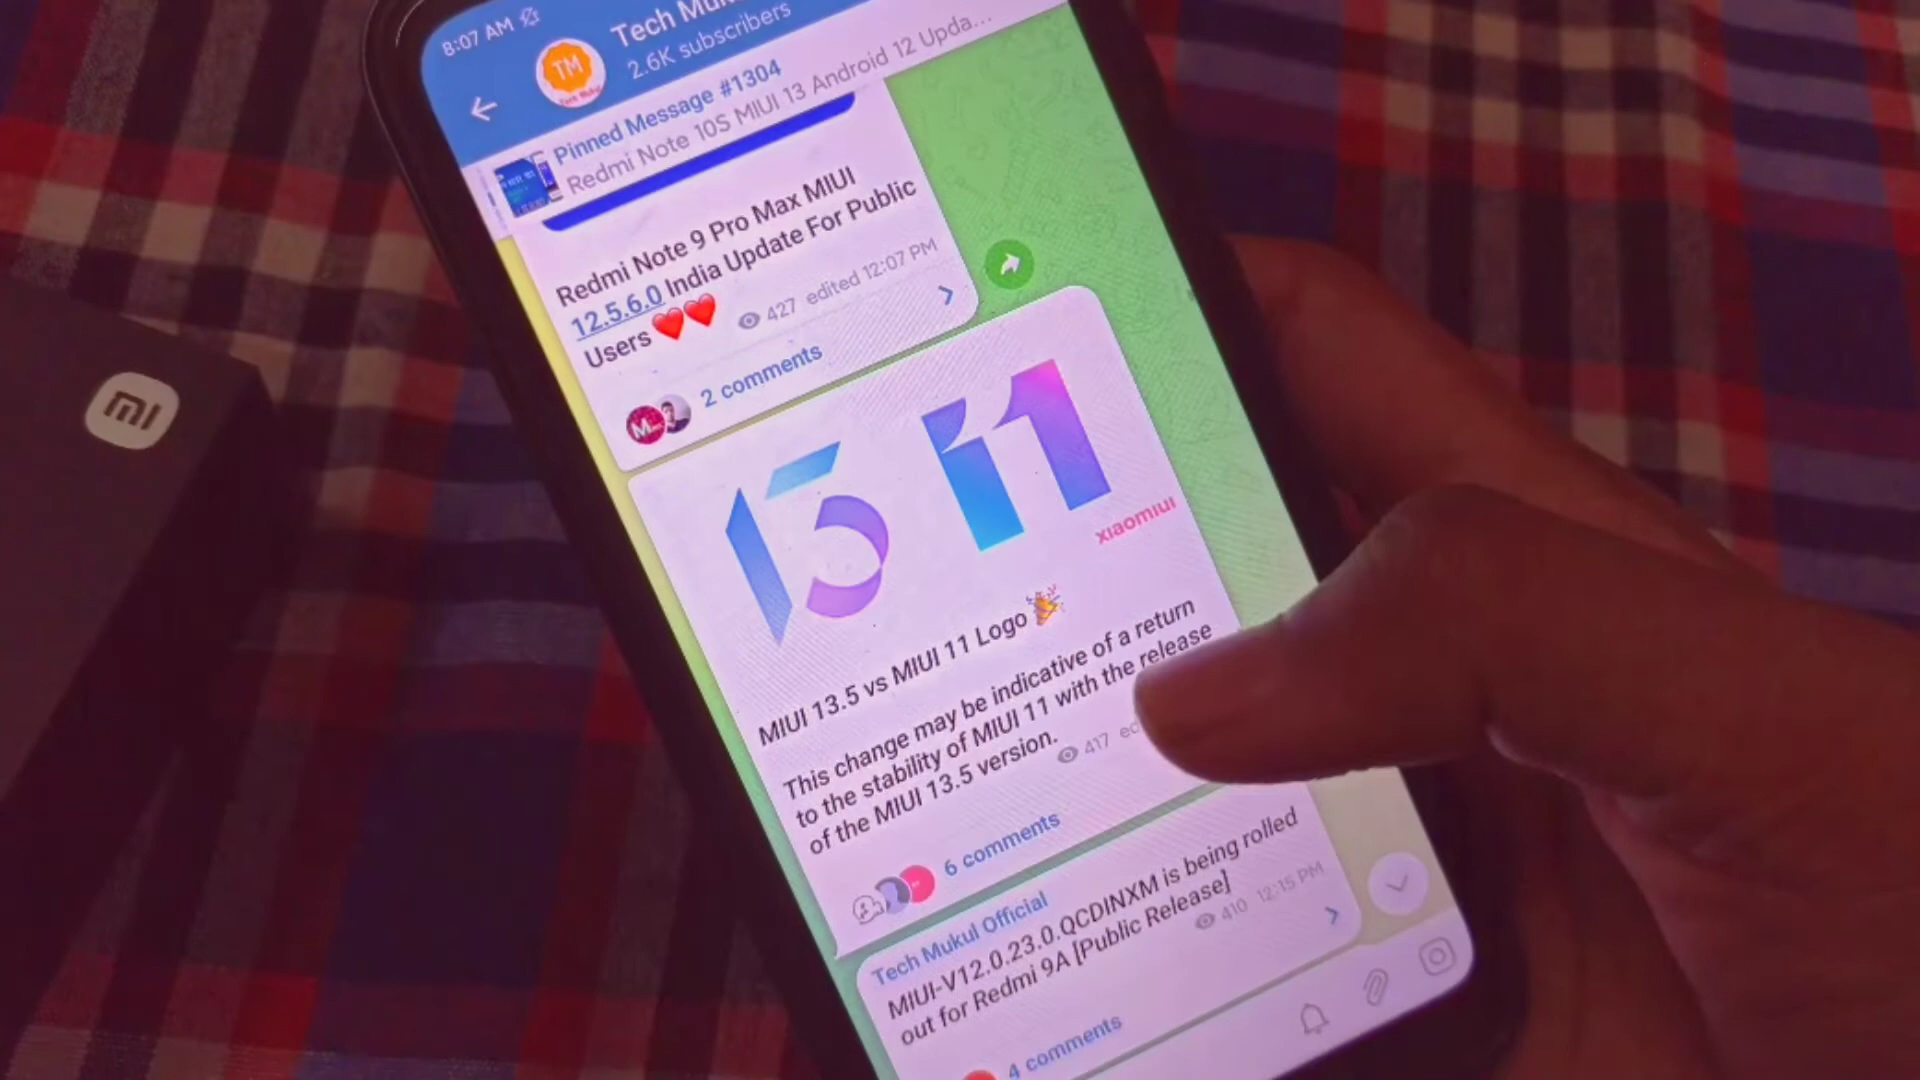 8:07 AM
TM
Tech Mukul
Tech
2.6K subscribers
Pinned Message #1304
Redmi Note 10S MIUI 13 Android 12 Upda...
Redmi Note 9 Pro Max MIUI
12.5.6.0 India Update For Public
Users ❤️❤️
427 edited 12:07 PM
2 comments
13 11
xiaomiui
MIUI 13.5 vs MIUI 11 Logo 🎉
This change may be indicative of a return
to the stability of MIUI 11 with the release
of the MIUI 13.5 version.
417
6 comments
Tech Mukul Official
MIUI-V12.0.23.0.QCDINXM is being rolled
out for Redmi 9A [Public Release]
410 12:15 PM
4 comments
mi